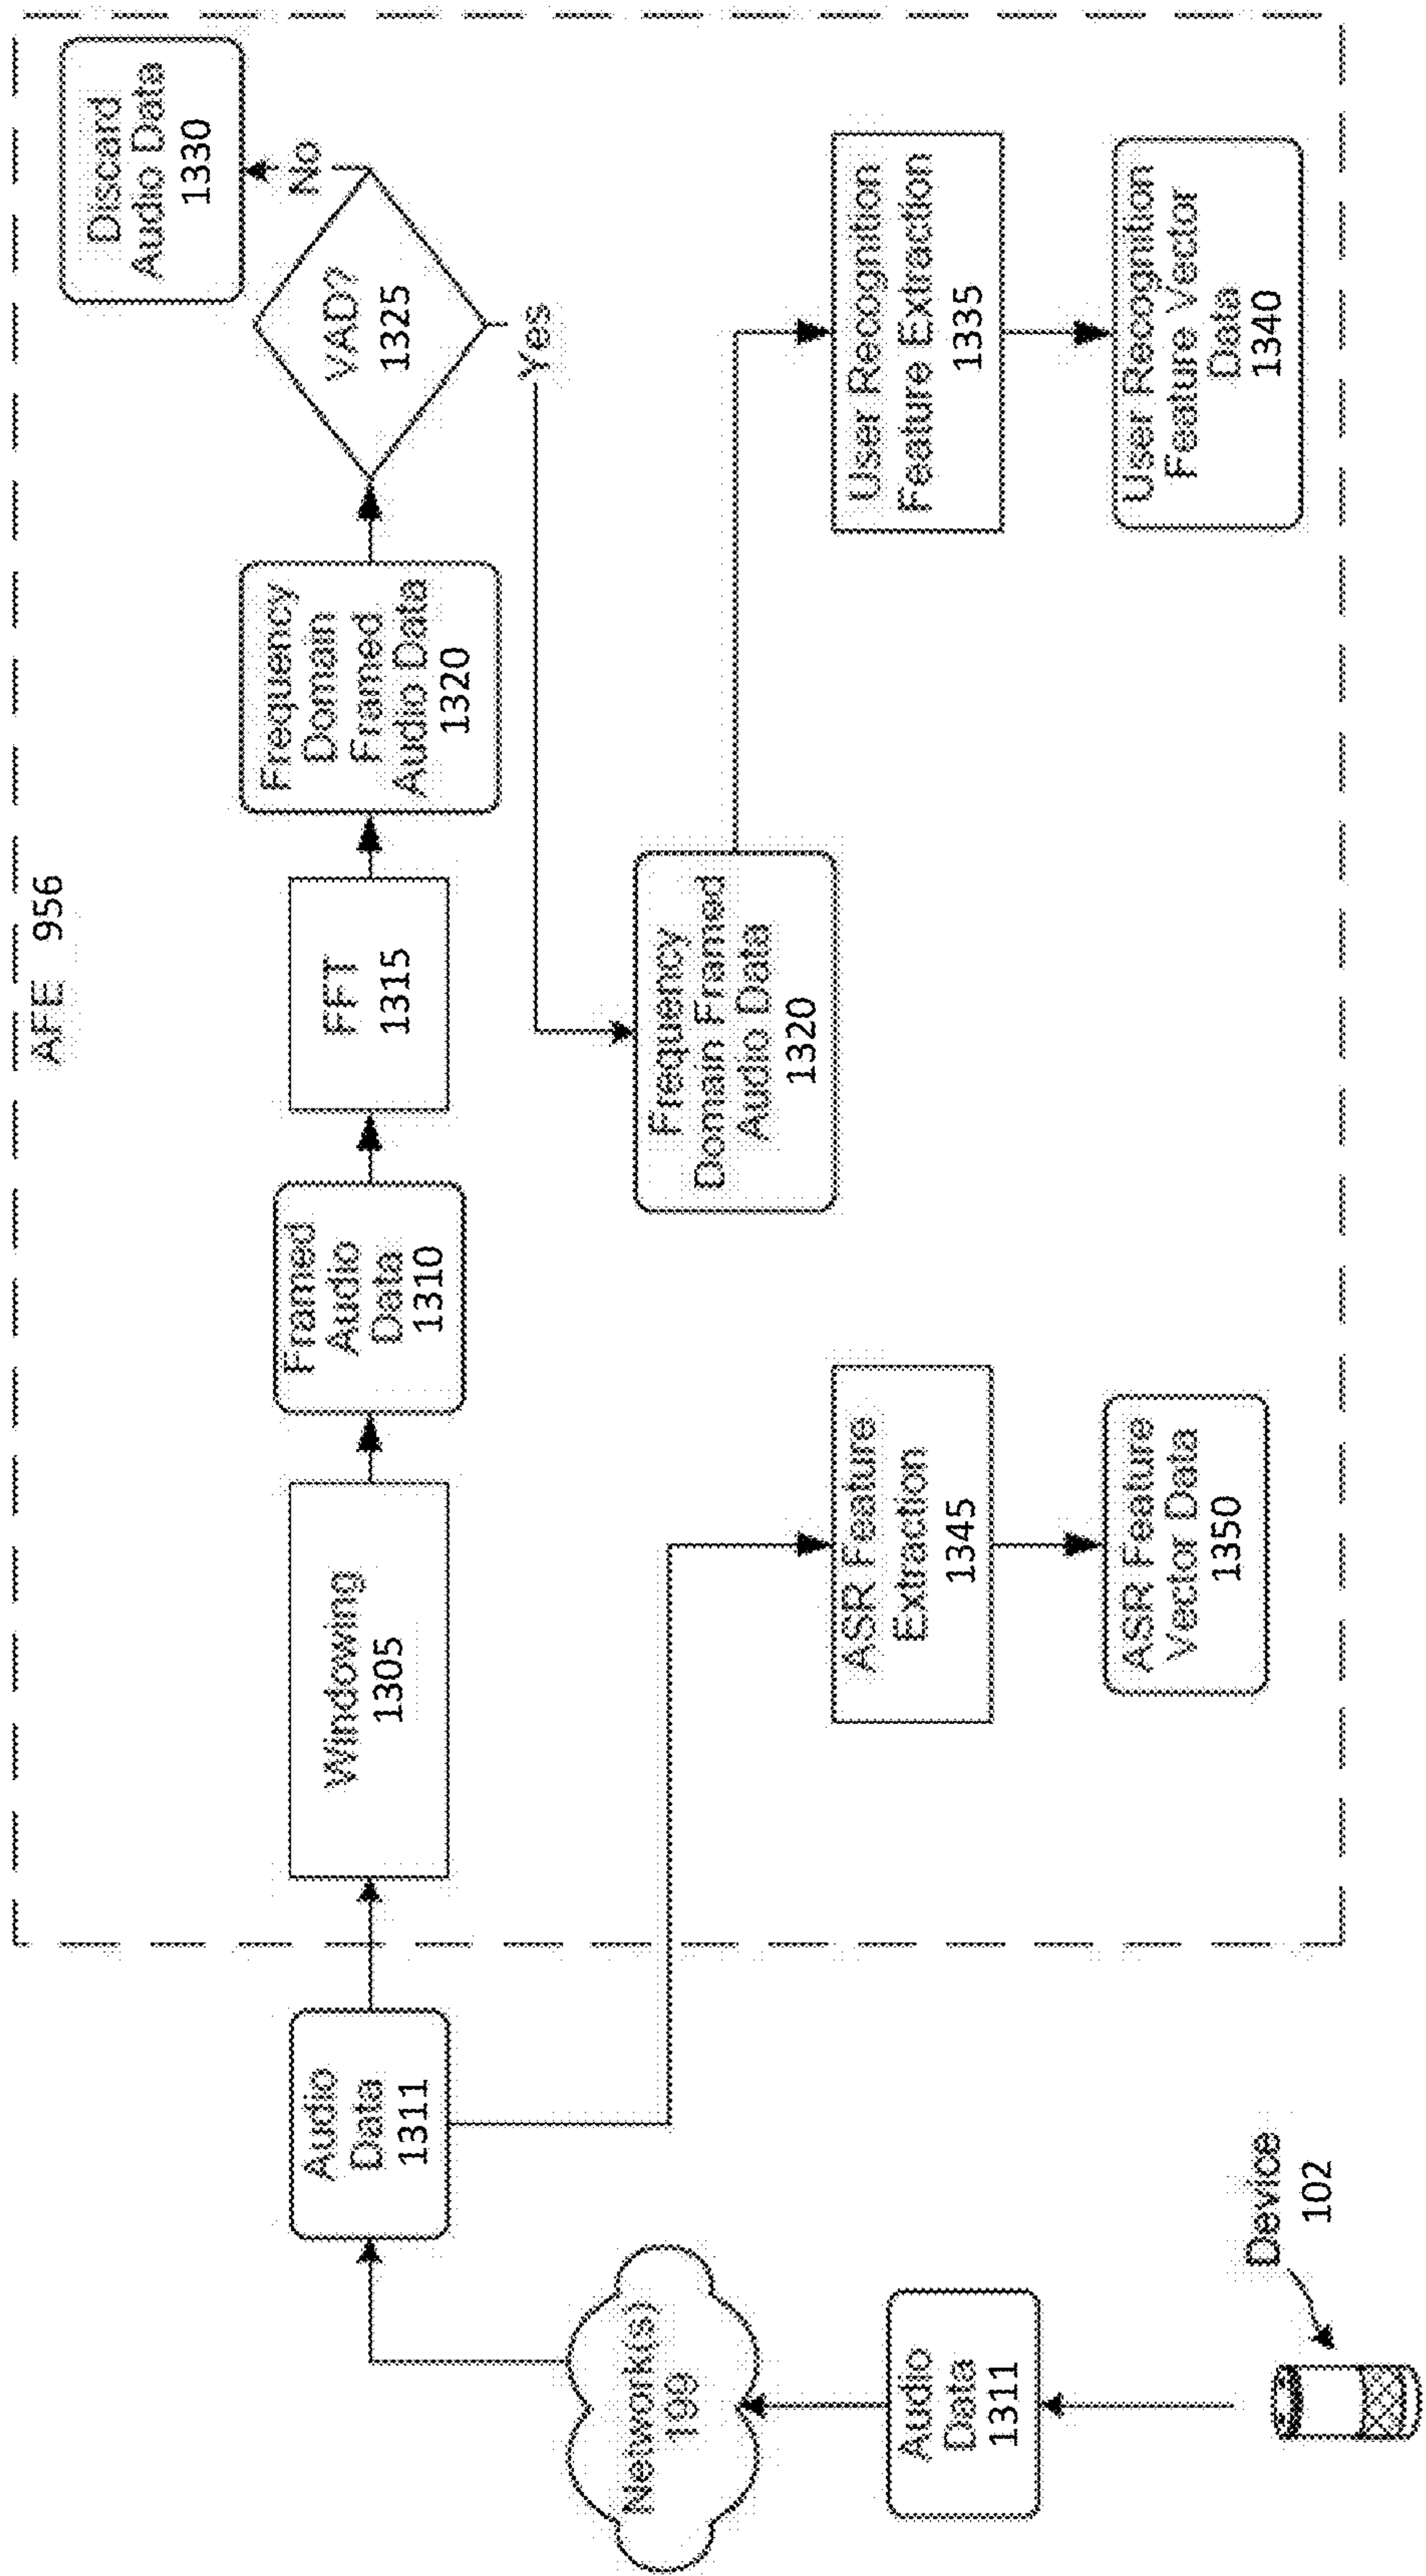 AFE 956
Discard
Audio Date
1330
No
Audio
Data
1311
Windowing
1305
Framed
Audio
Data
1310
FFT
1315
Frequency
Domain
Framed
Audio Data
1320
VAD?
1325
Yes
Network(s)
199
Frequency
Domain Framed
Audio Data
1320
Audio
Data
1311
ASR Feature
Extraction
1345
User Recognition
Feature Extraction
1335
ASR Feature
Vector Data
1350
User Recognition
Feature Vector
Data
1340
Device
102